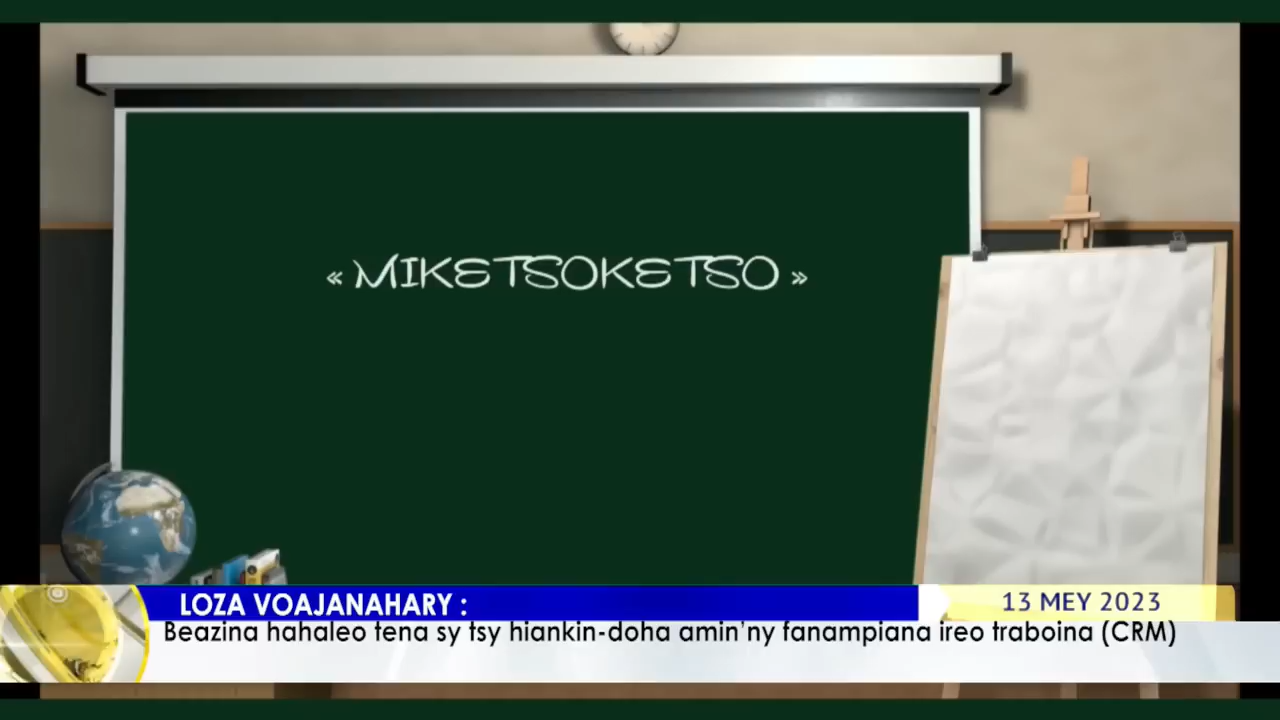 « MIKETSOKETSO »
LOZA VOAJANAHARY :
13 MEY 2023
Beazina hahaleo tena sy tsy hiankin-doha amin'ny fanampiana ireo traboina (CRM)